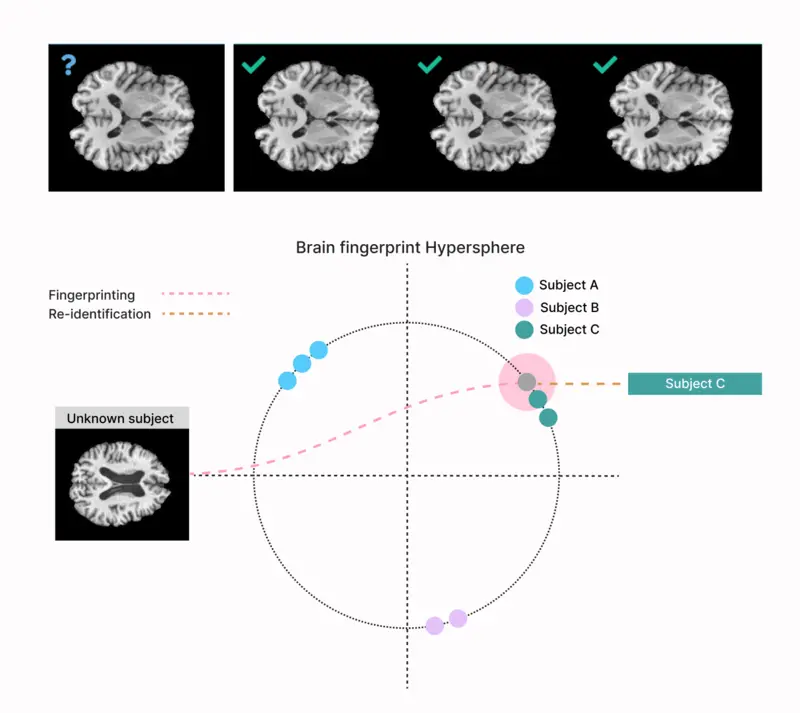 ?
Brain fingerprint Hypersphere
Fingerprinting
Re-identification
Subject A
Subject B
Subject C
Subject C
Unknown subject